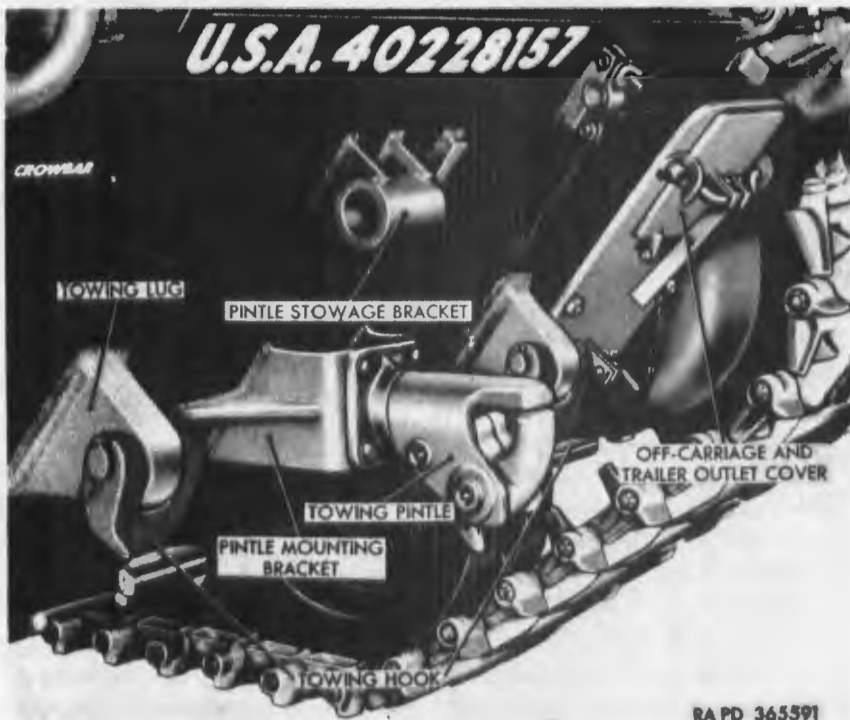 U.S.A. 40228157
CROWBAR
TOWING LUG
PINTLE STOWAGE BRACKET
OFF-CARRIAGE AND
TRAILER OUTLET COVER
TOWING PINTLE
PINTLE MOUNTING
BRACKET
TOWING HOOK
RA PD 365591